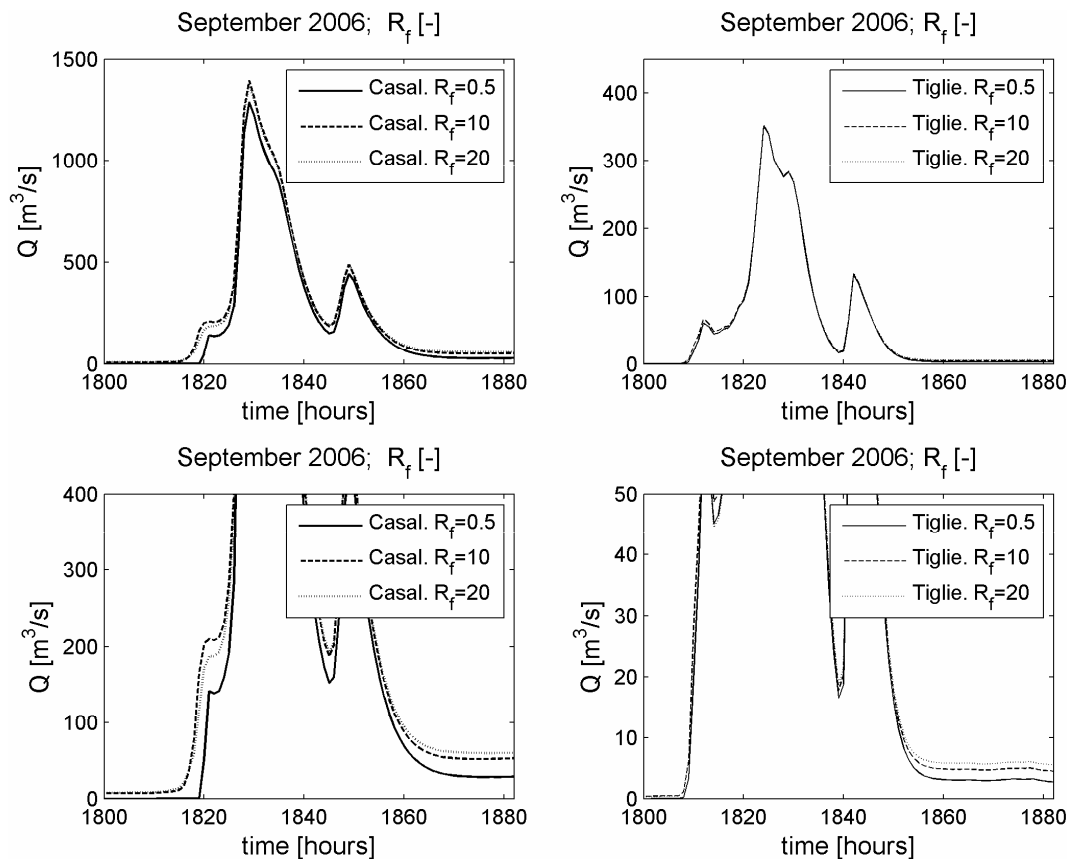 September 2006; R_f [-]
1500
1000
500
0
Q [m³/s]
Casal. R_f=0.5
Casal. R_f=10
Casal. R_f=20
1800 1820 1840 1860 1880
time [hours]
September 2006; R_f [-]
400
300
200
100
0
Q [m³/s]
Tiglie. R_f=0.5
Tiglie. R_f=10
Tiglie. R_f=20
1800 1820 1840 1860 1880
time [hours]
September 2006; R_f [-]
400
300
200
100
0
Q [m³/s]
Casal. R_f=0.5
Casal. R_f=10
Casal. R_f=20
1800 1820 1840 1860 1880
time [hours]
September 2006; R_f [-]
50
40
30
20
10
0
Q [m³/s]
Tiglie. R_f=0.5
Tiglie. R_f=10
Tiglie. R_f=20
1800 1820 1840 1860 1880
time [hours]